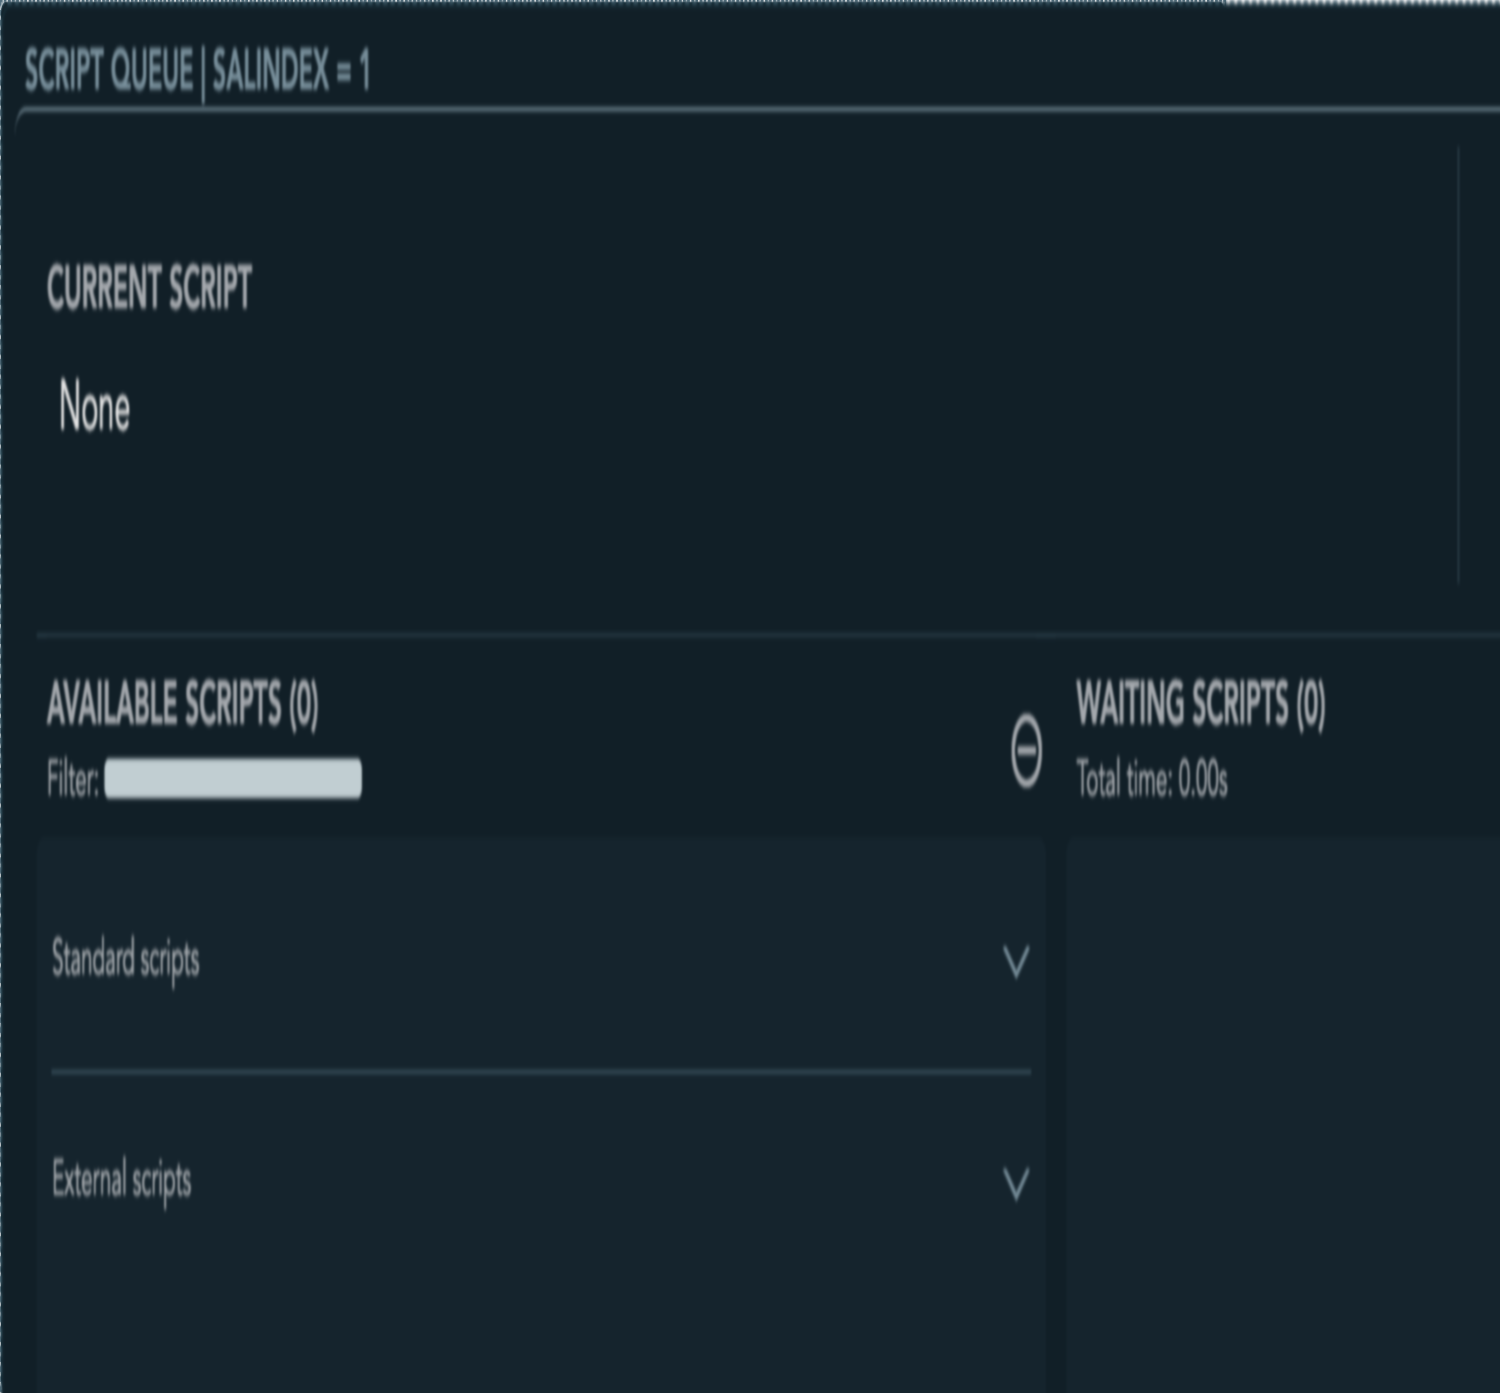 SCRIPT QUEUE | SALINDEX = 1
CURRENT SCRIPT
None
AVAILABLE SCRIPTS (0)
Filter:
WAITING SCRIPTS (0)
Total time: 0.00s
Standard scripts
External scripts